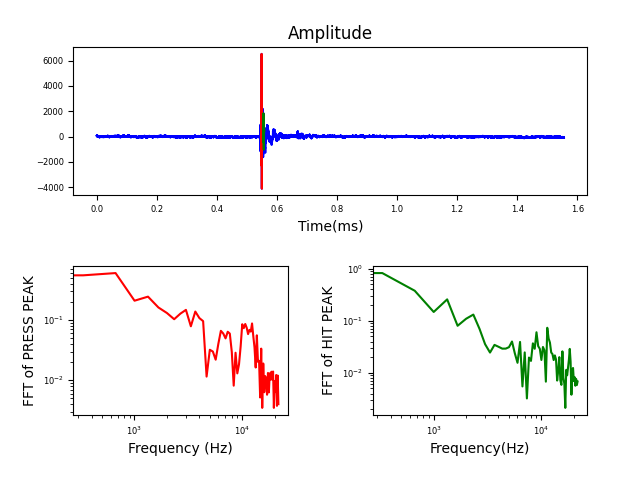 Amplitude
6000
4000
2000
0
−2000
−4000
0.0 0.2 0.4 0.6 0.8 1.0 1.2 1.4 1.6
Time(ms)
FFT of PRESS PEAK
10⁻¹
10⁻²
10³ 10⁴
Frequency (Hz)
FFT of HIT PEAK
10⁰
10⁻¹
10⁻²
10³ 10⁴
Frequency(Hz)